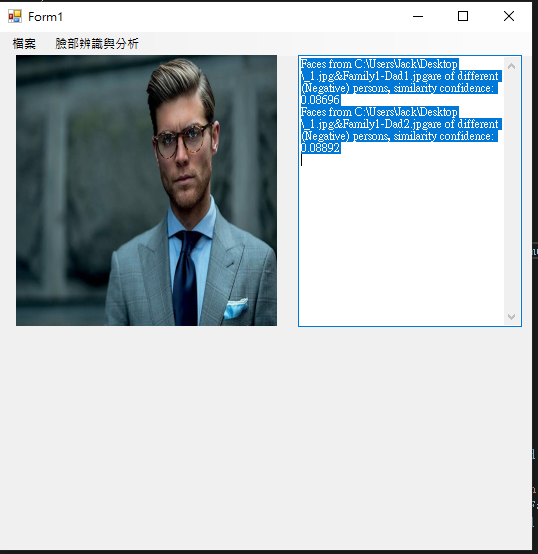 Form1
檔案 臉部辨識與分析
Faces from C:\Users\Jack\Desktop
\_1.jpg&Family1-Dad1.jpgare of different
(Negative) persons, similarity confidence:
0.08696
Faces from C:\Users\Jack\Desktop
\_1.jpg&Family1-Dad2.jpgare of different
(Negative) persons, similarity confidence:
0.08892